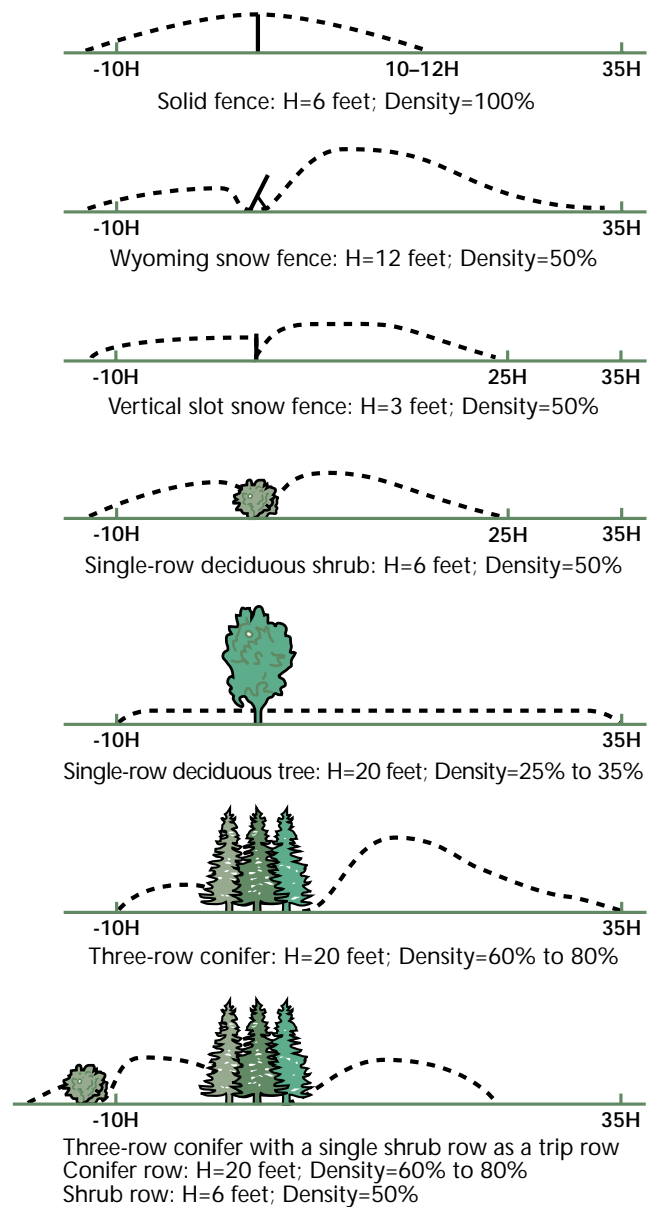 -10H 10–12H 35H
Solid fence: H=6 feet; Density=100%
-10H 35H
Wyoming snow fence: H=12 feet; Density=50%
-10H 25H 35H
Vertical slot snow fence: H=3 feet; Density=50%
-10H 25H 35H
Single-row deciduous shrub: H=6 feet; Density=50%
-10H 35H
Single-row deciduous tree: H=20 feet; Density=25% to 35%
-10H 35H
Three-row conifer: H=20 feet; Density=60% to 80%
-10H 35H
Three-row conifer with a single shrub row as a trip row
Conifer row: H=20 feet; Density=60% to 80%
Shrub row: H=6 feet; Density=50%